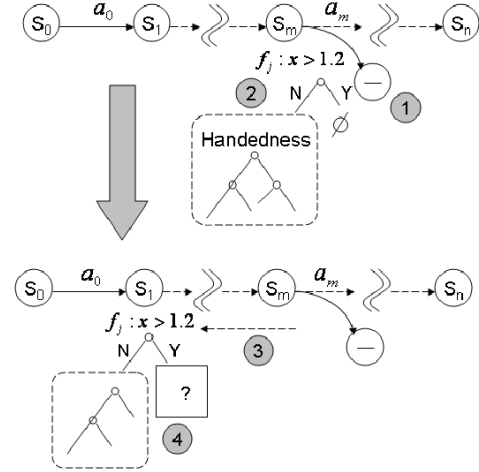 S0 a0 S1 Sm am Sn
fj : x > 1.2
2 N Y — 1
∅
Handedness
S0 a0 S1 Sm am Sn
fj : x > 1.2
3
N Y —
?
4